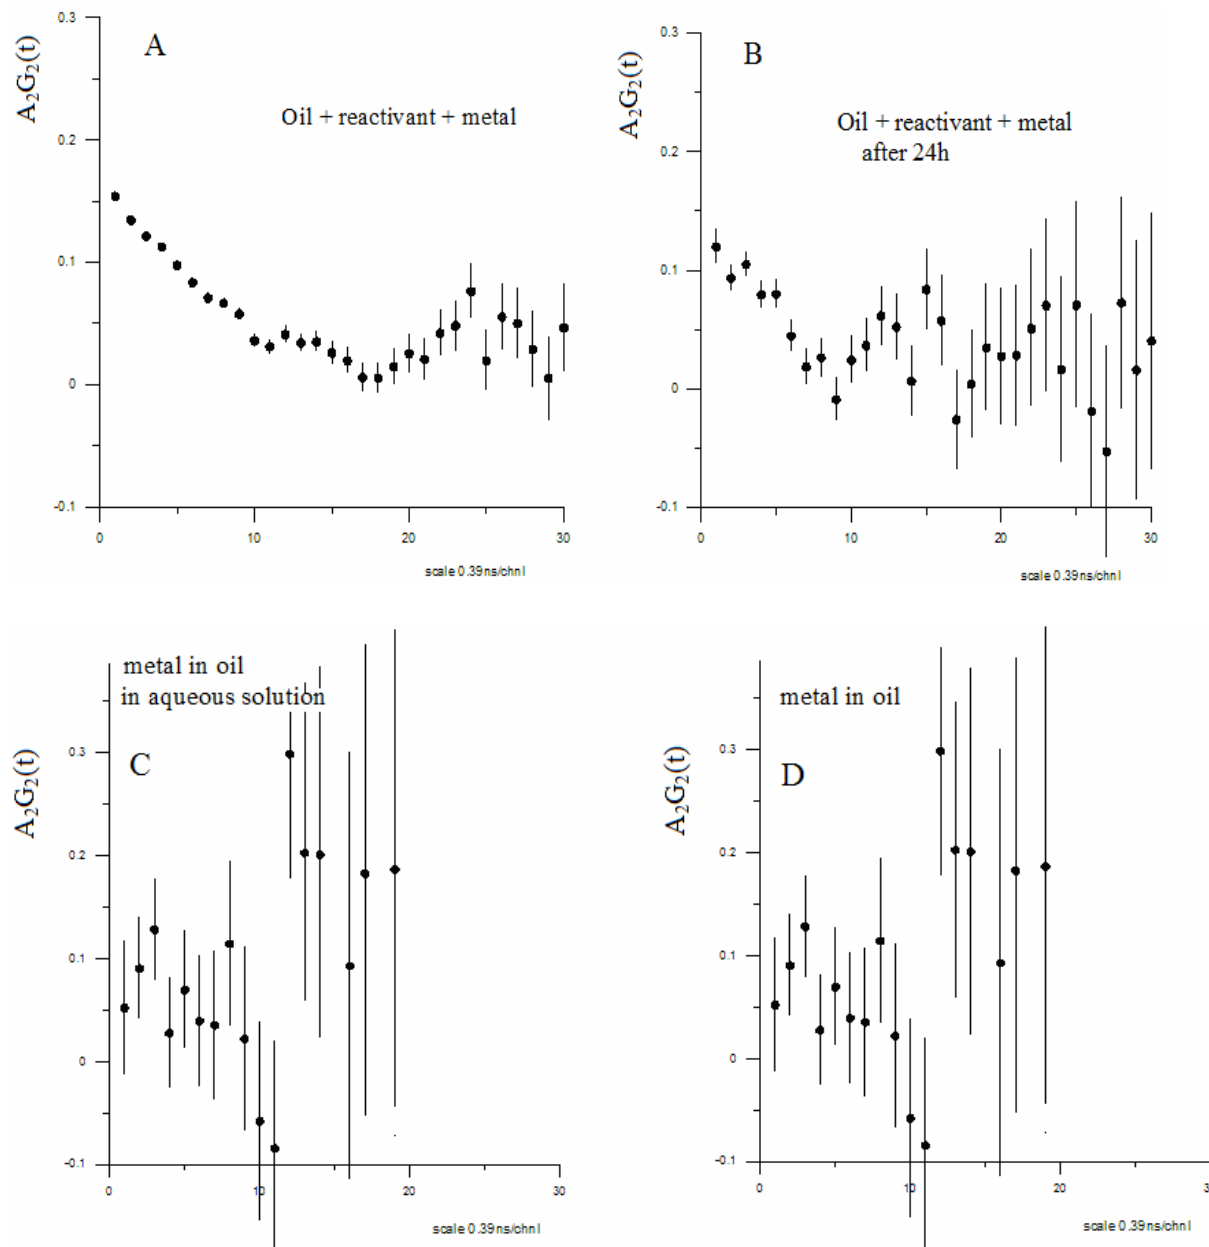 0.3
A
A₂G₂(t)
Oil + reactivant + metal
0.2
0.1
0
-0.1
0 10 20 30
scale 0.39ns/chnl
0.3
B
A₂G₂(t)
Oil + reactivant + metal
after 24h
0.2
0.1
0
-0.1
0 10 20 30
scale 0.39ns/chnl
metal in oil
in aqueous solution
C
A₂G₂(t)
0.3
0.2
0.1
0
-0.1
0 10 20 30
scale 0.39ns/chnl
metal in oil
D
A₂G₂(t)
0.3
0.2
0.1
0
-0.1
0 10 20
scale 0.39ns/chnl